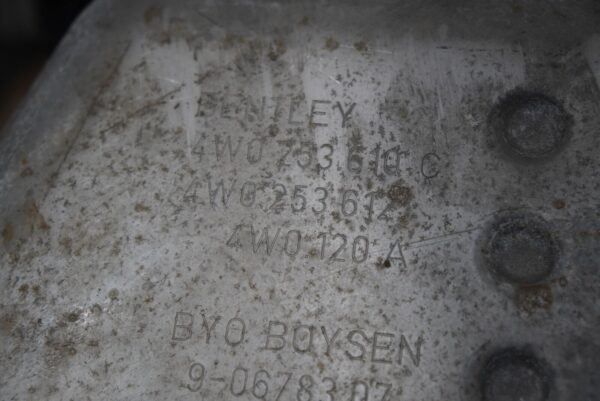 BENTLEY
4W0 253 610 C
4W0 253 612
4W0 120 A
BYO BOYSEN
9-06783 07